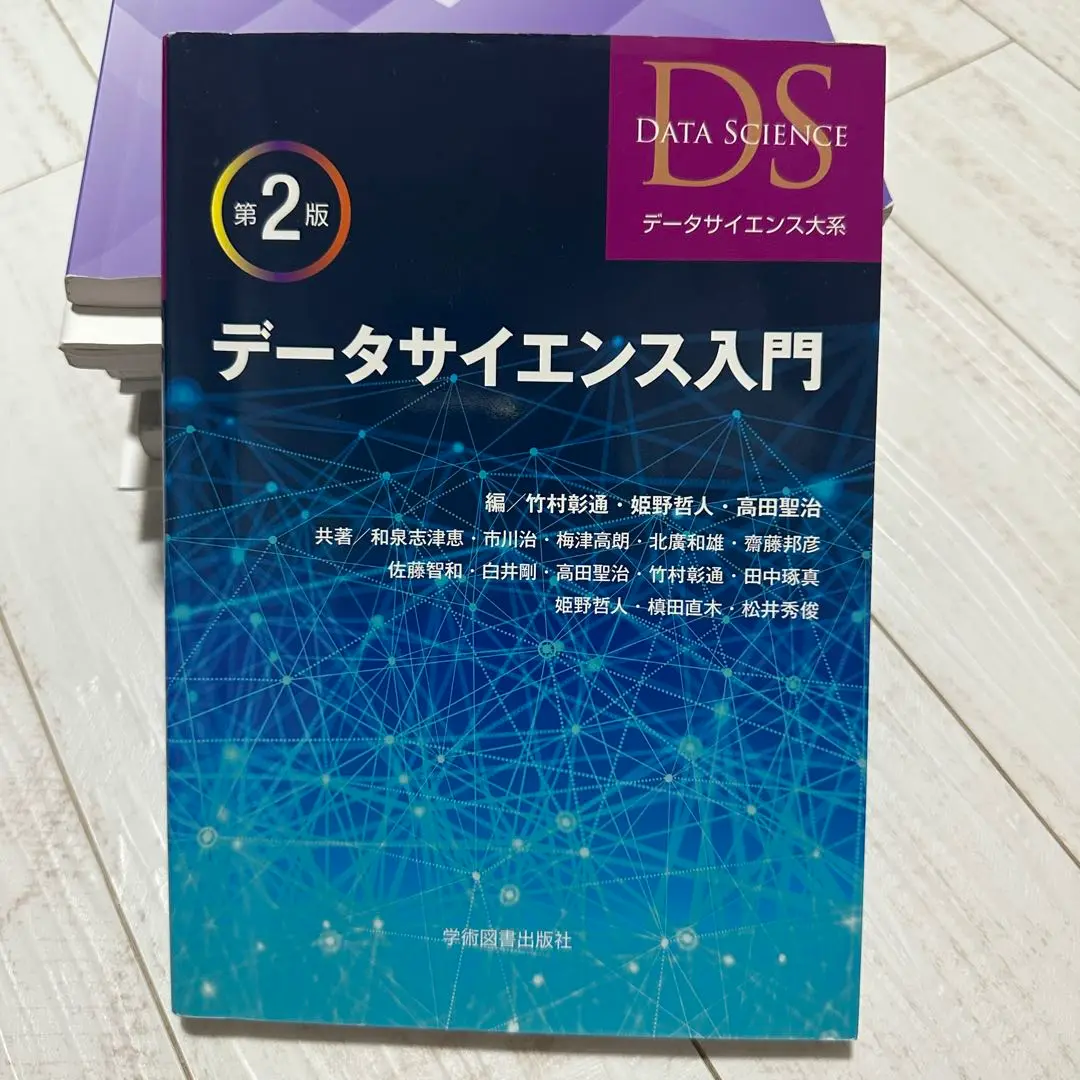 DS
DATA SCIENCE
データサイエンス大系
第2版
データサイエンス入門
編/竹村彰通・姫野哲人・高田聖治
共著/和泉志津恵・市川治・梅津高朗・北廣和雄・齋藤邦彦
佐藤智和・白井剛・高田聖治・竹村彰通・田中琢真
姫野哲人・槙田直木・松井秀俊
学術図書出版社